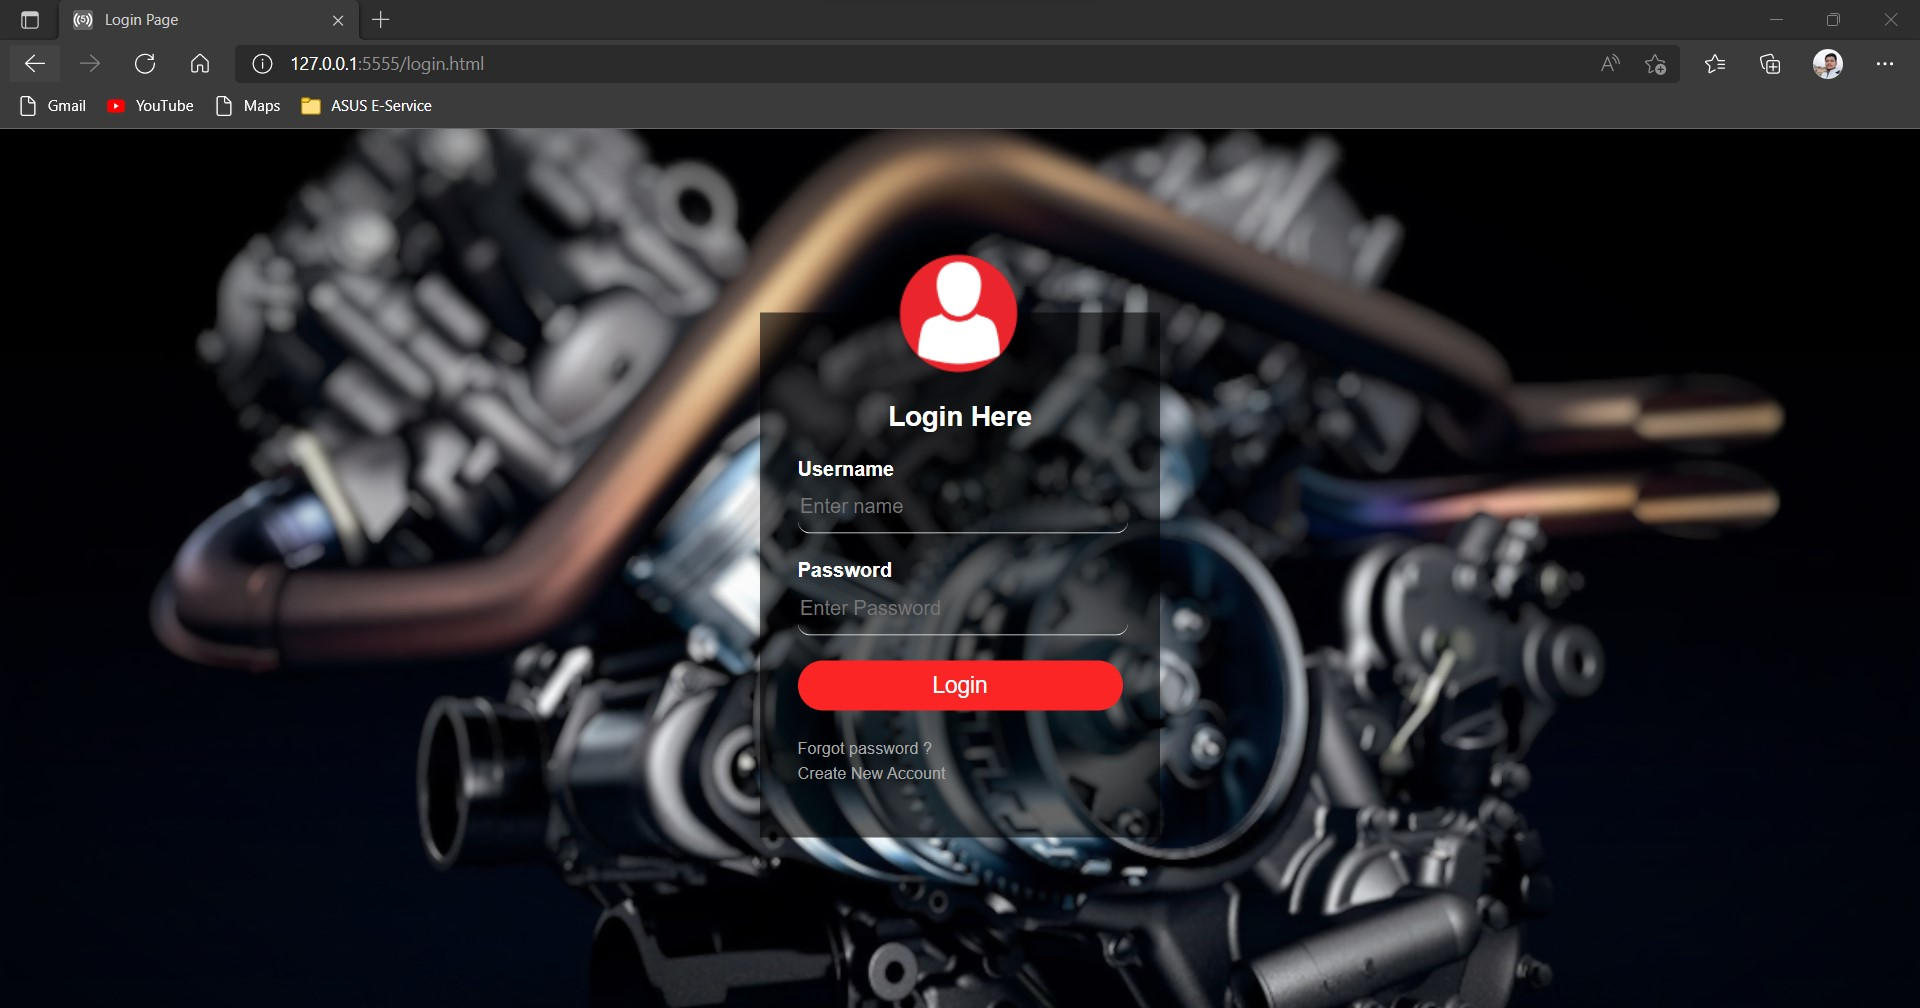 Login Page
127.0.0.1:5555/login.html
Gmail YouTube Maps ASUS E-Service
Login Here
Username
Enter name
Password
Enter Password
Login
Forgot password ?
Create New Account